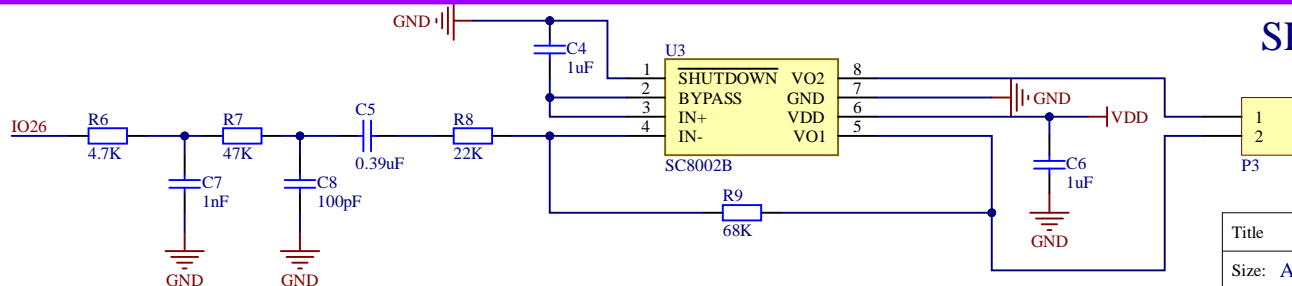 GND
C4
1uF
U3
1 SHUTDOWN VO2 8
2 BYPASS GND 7
3 IN+ VDD 6
4 IN- VO1 5
SC8002B
GND
VDD
1
2
P3
IO26
R6
4.7K
R7
47K
C5
0.39uF
R8
22K
C7
1nF
C8
100pF
C6
1uF
R9
68K
GND
GND
GND
Title
Size: A